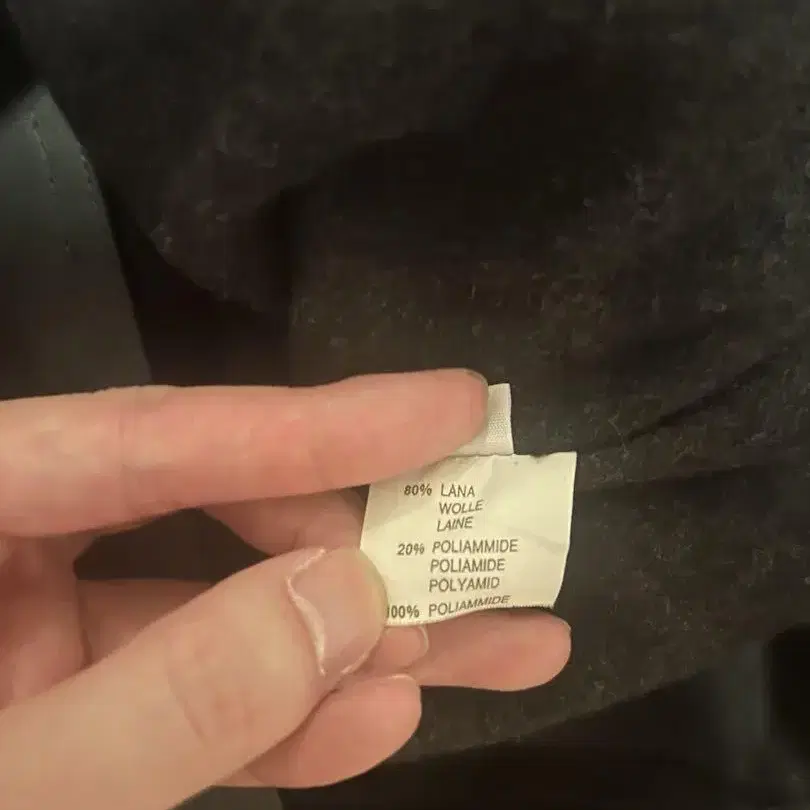 80% LANA
WOLLE
LAINE
20% POLIAMMIDE
POLIAMIDE
POLYAMID
100% POLIAMMIDE